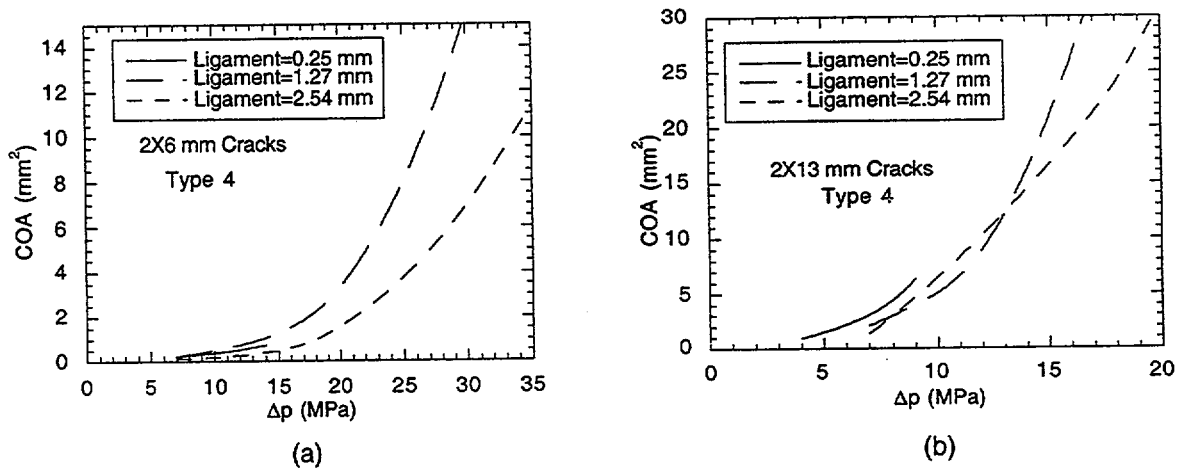 14
12
10
8
6
4
2
0
COA (mm²)
Ligament=0.25 mm
Ligament=1.27 mm
Ligament=2.54 mm
2X6 mm Cracks
Type 4
0 5 10 15 20 25 30 35
Δp (MPa)
(a)
30
25
20
15
10
5
0
COA (mm²)
Ligament=0.25 mm
Ligament=1.27 mm
Ligament=2.54 mm
2X13 mm Cracks
Type 4
0 5 10 15 20
Δp (MPa)
(b)